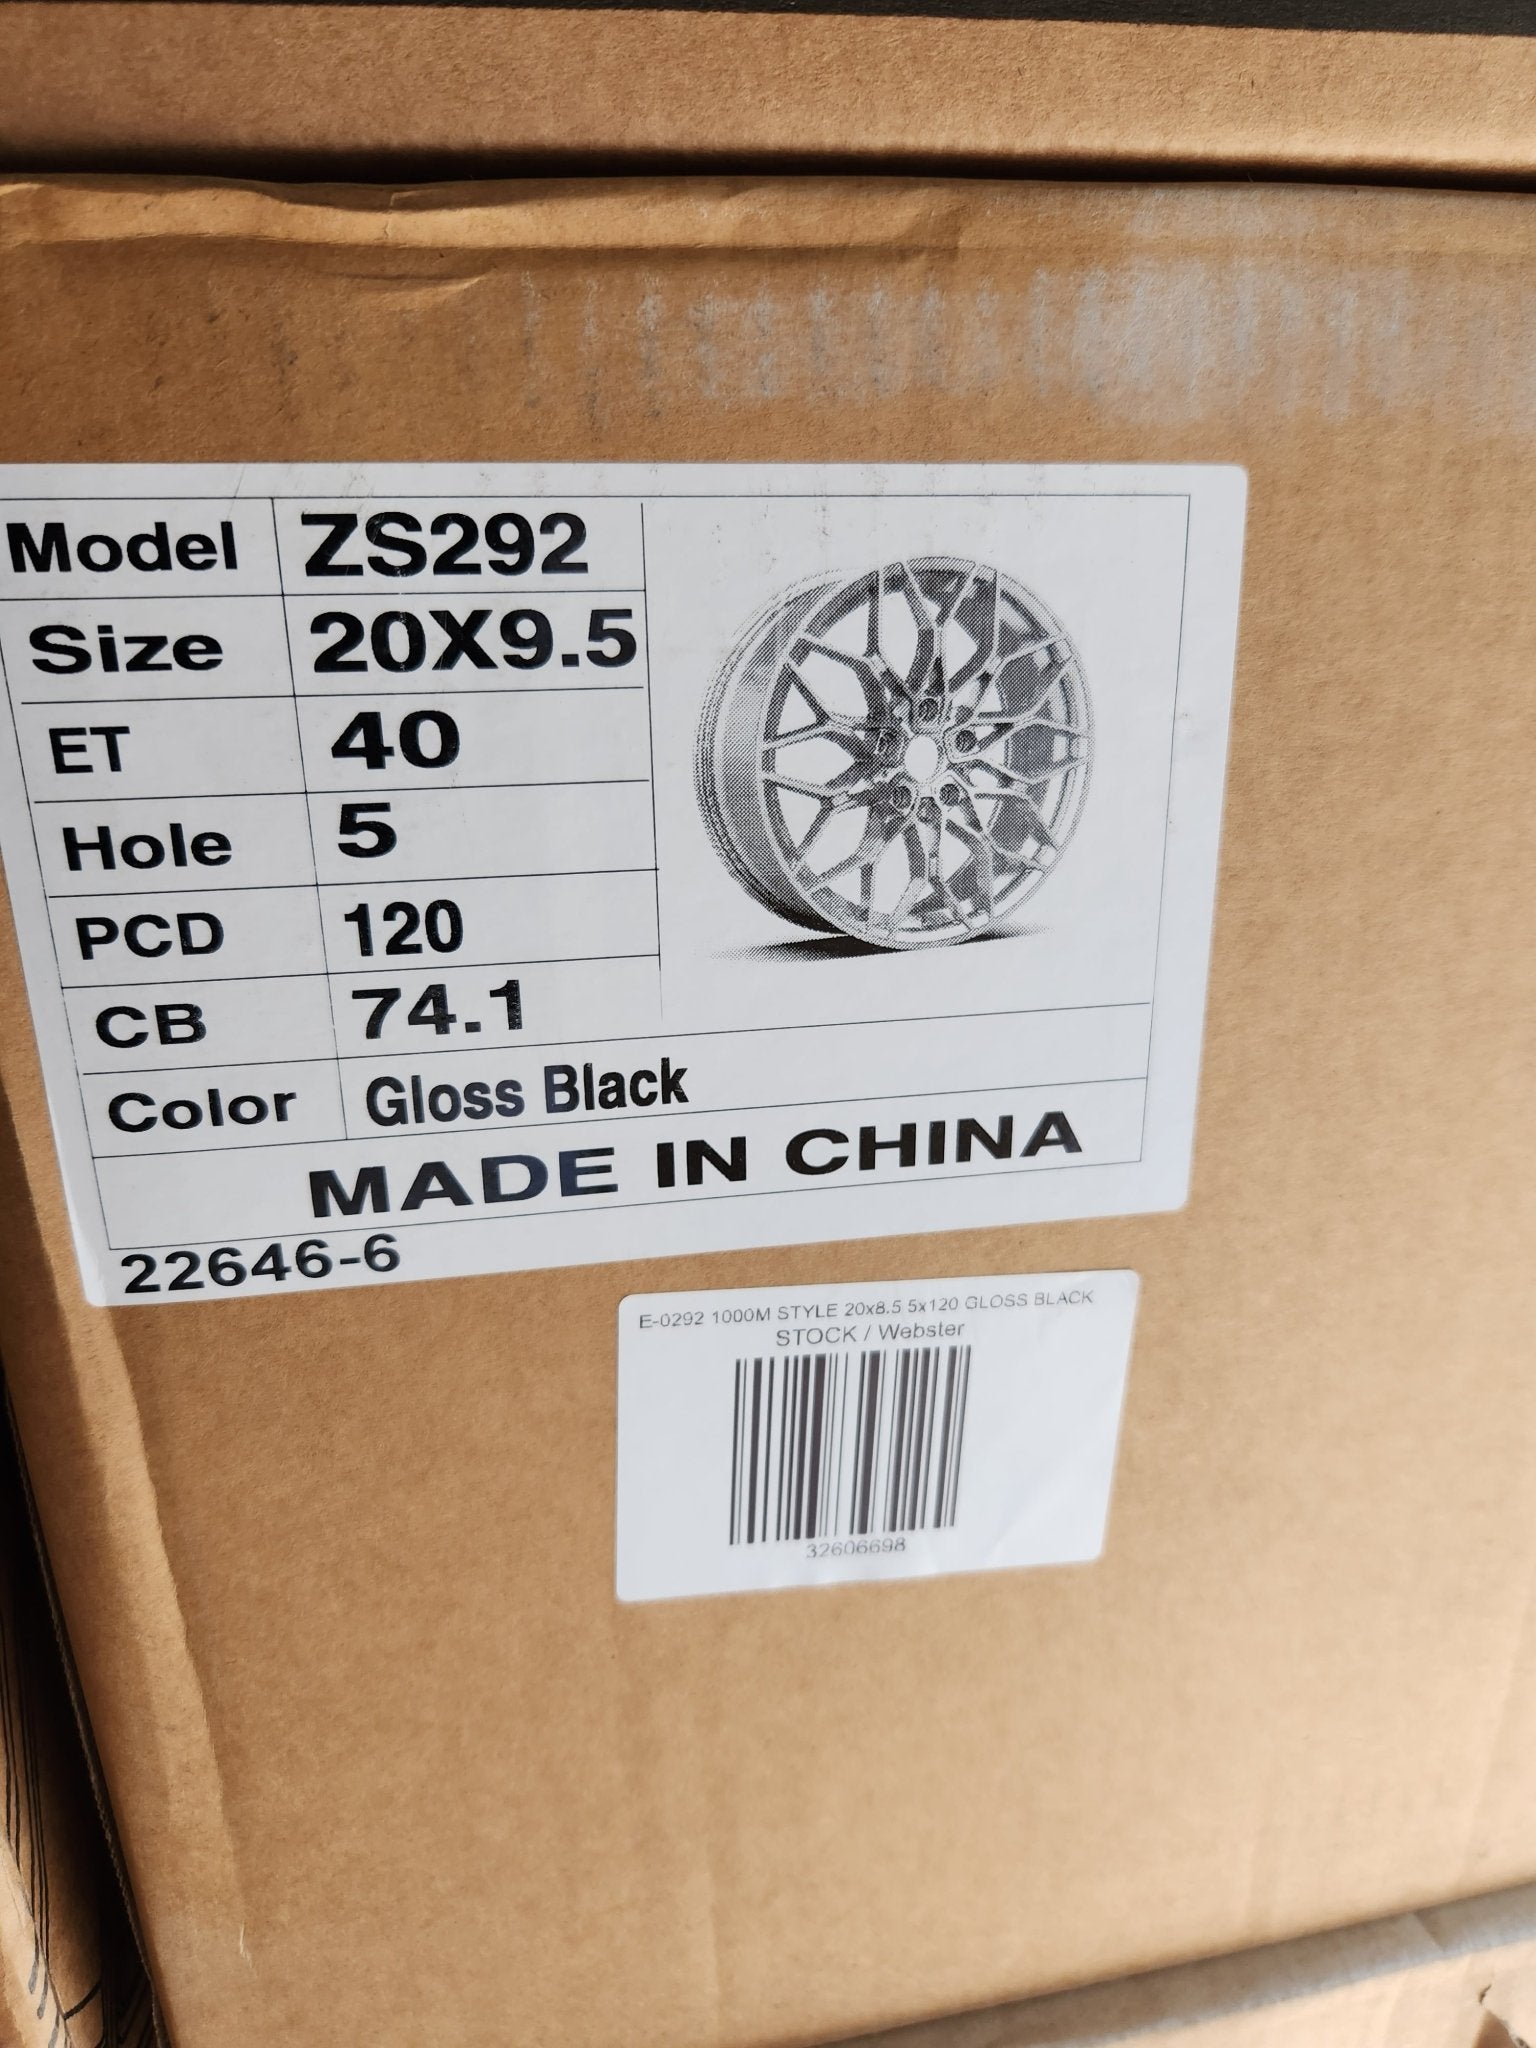 Model ZS292
Size 20X9.5
ET 40
Hole 5
PCD 120
CB 74.1
Color Gloss Black
MADE IN CHINA
22646-6
E-0292 1000M STYLE 20x8.5 5x120 GLOSS BLACK
STOCK / Webster
32606698